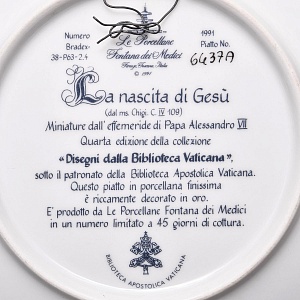 Numero
Bradex:
38-P63-2.4
1991
Piatto No.
6437A
Le Porcellane
Fontana dei Medici
Firenze, Toscana, Italia
© 1991
La nascita di Gesù
(dal ms. Chigi. C. IV 109)
Miniature dall'effemeride di Papa Alessandro VII
Quarta edizione della collezione
«Disegni dalla Biblioteca Vaticana»,
sotto il patronato della Biblioteca Apostolica Vaticana.
Questo piatto in porcellana finissima
è riccamente decorato in oro.
E' prodotto da Le Porcellane Fontana dei Medici
in un numero limitato a 45 giorni di cottura.
BIBLIOTECA APOSTOLICA VATICANA